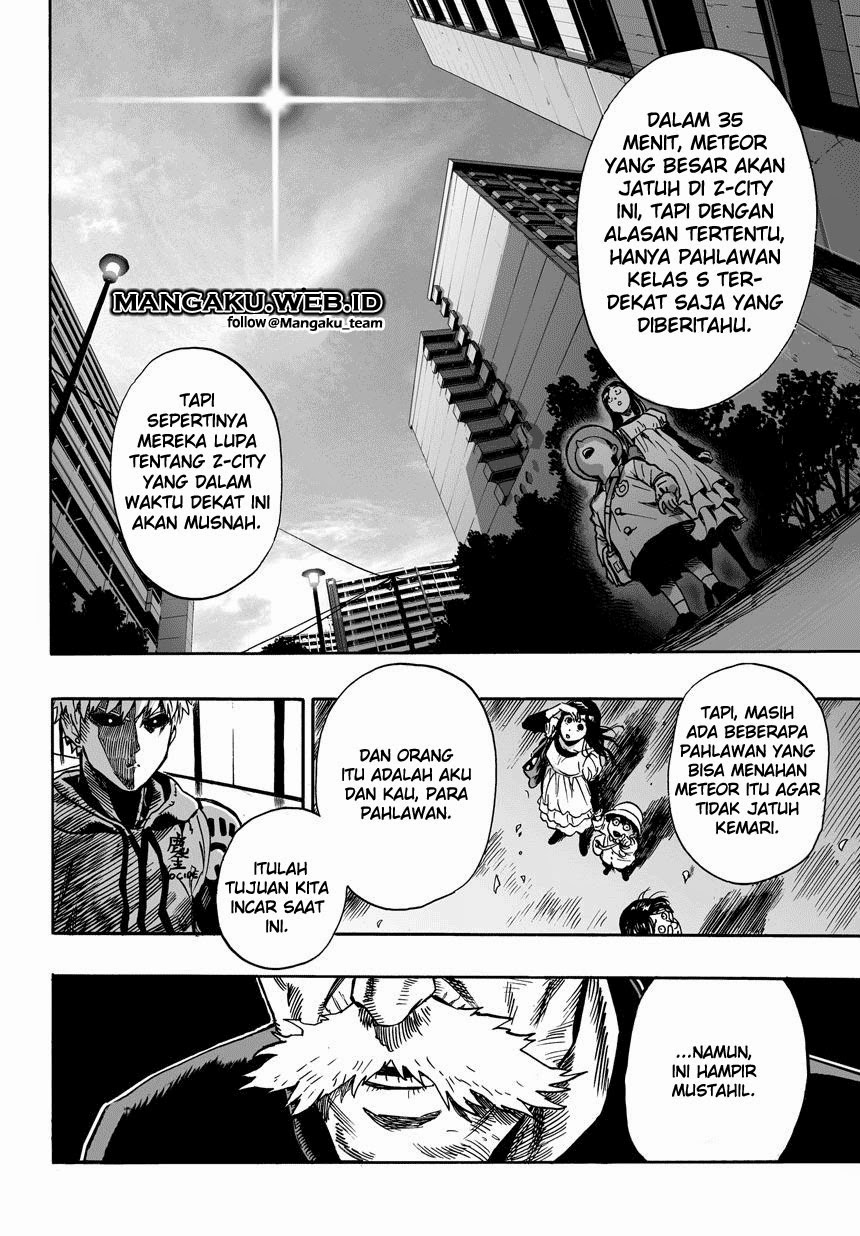 DALAM 35
MENIT, METEOR
YANG BESAR AKAN
JATUH DI Z-CITY
INI, TAPI DENGAN
ALASAN TERTENTU,
HANYA PAHLAWAN
KELAS S TER-
DEKAT SAJA YANG
DIBERITAHU.
MANGAKU.WEB.ID
follow @Mangaku_team
TAPI
SEPERTINYA
MEREKA LUPA
TENTANG Z-CITY
YANG DALAM
WAKTU DEKAT INI
AKAN MUSNAH.
TAPI, MASIH
ADA BEBERAPA
PAHLAWAN YANG
BISA MENAHAN
METEOR ITU AGAR
TIDAK JATUH
KEMARI.
DAN ORANG
ITU ADALAH AKU
DAN KAU, PARA
PAHLAWAN.
ITULAH
TUJUAN KITA
INCAR SAAT
INI.
...NAMUN,
INI HAMPIR
MUSTAHIL.